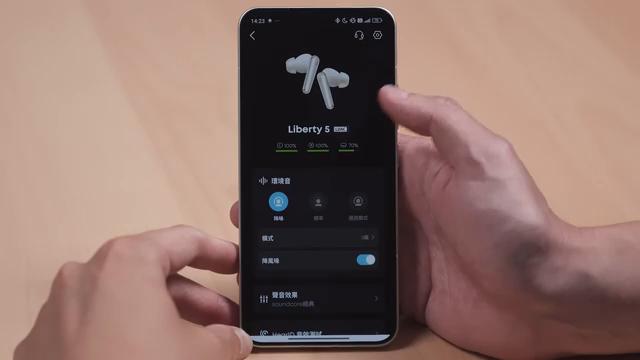 14:23
Liberty 5 LDAC
100% 100% 70%
環境音
降噪 標準 通透模式
模式
降風噪
聲音效果
soundcore經典
HearID 音效測試